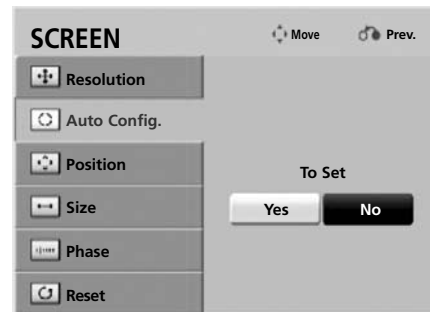 SCREEN
Move
Prev.
Resolution
Auto Config.
Position
Size
Phase
Reset
To Set
Yes
No